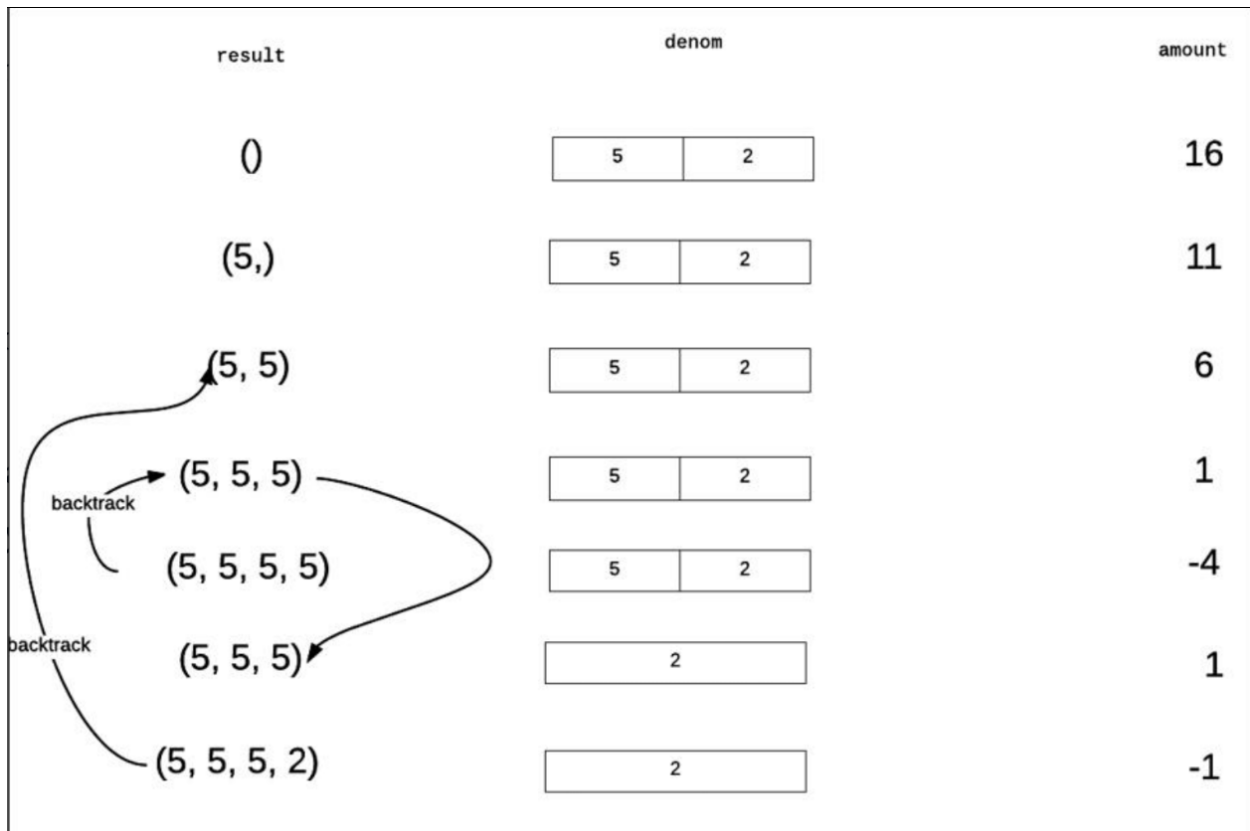 result denom amount
() 5 2 16
(5,) 5 2 11
(5, 5) 5 2 6
(5, 5, 5) 5 2 1
backtrack
(5, 5, 5, 5) 5 2 -4
backtrack
(5, 5, 5) 2 1
(5, 5, 5, 2) 2 -1